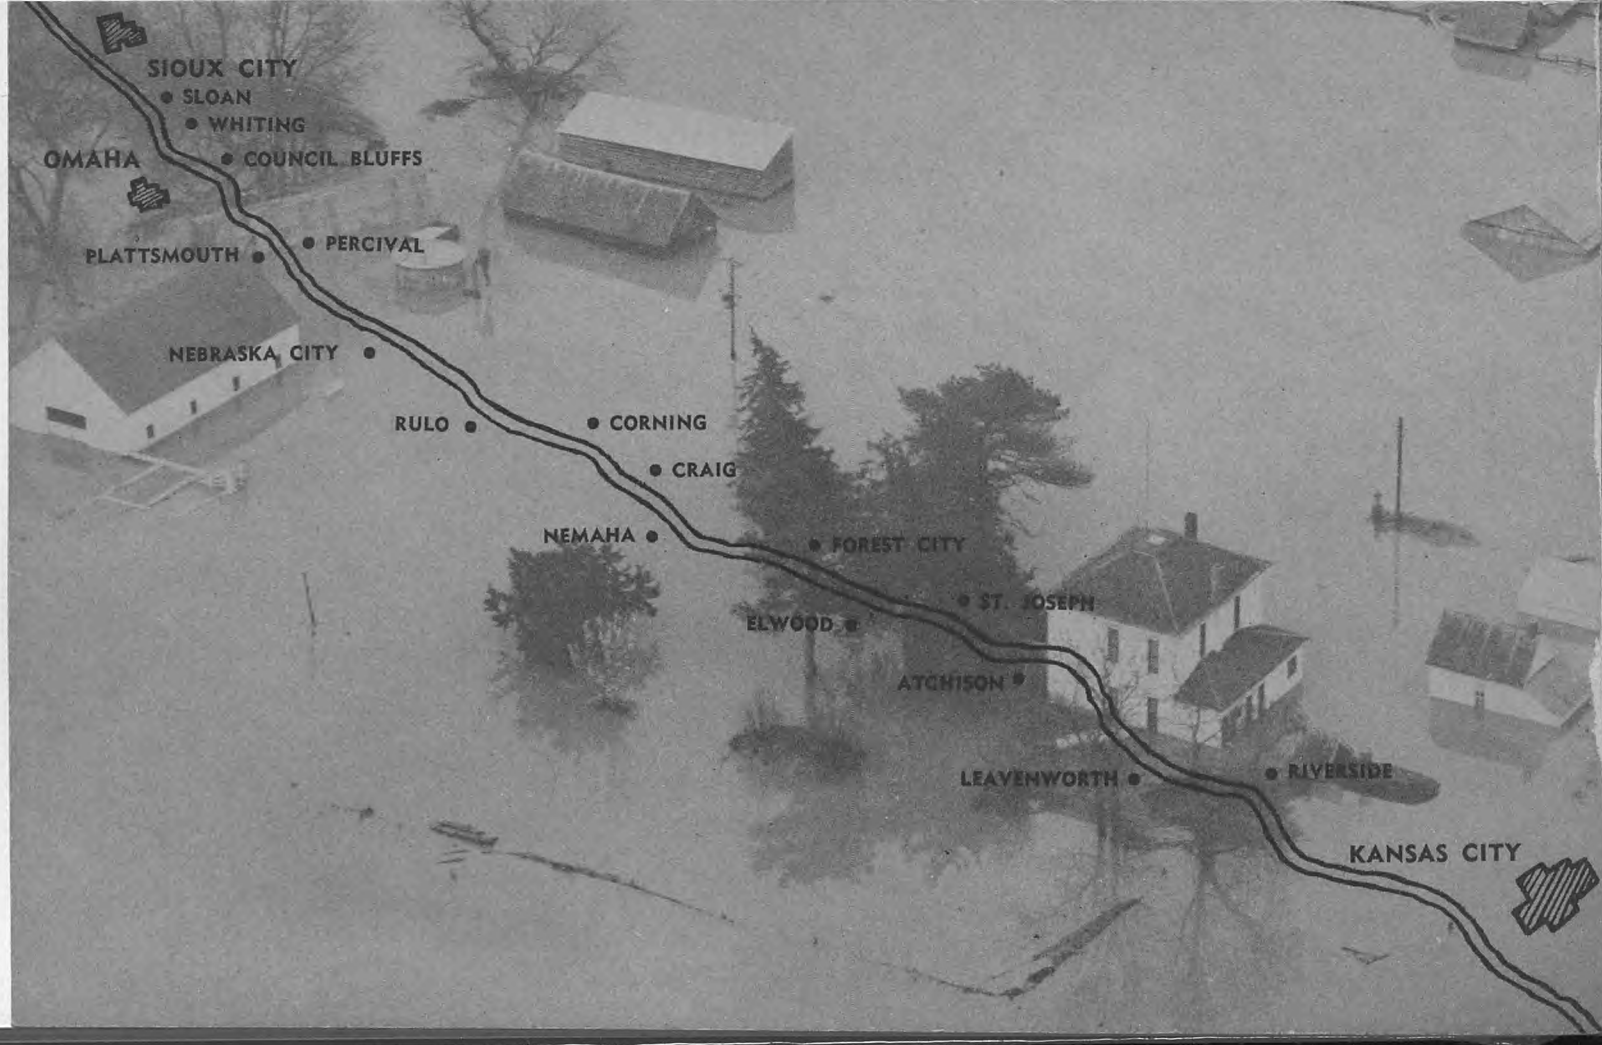 SIOUX CITY
SLOAN
WHITING
OMAHA
COUNCIL BLUFFS
PERCIVAL
PLATTSMOUTH
NEBRASKA CITY
RULO
CORNING
CRAIG
NEMAHA
FOREST CITY
ST. JOSEPH
ELWOOD
ATCHISON
LEAVENWORTH
RIVERSIDE
KANSAS CITY